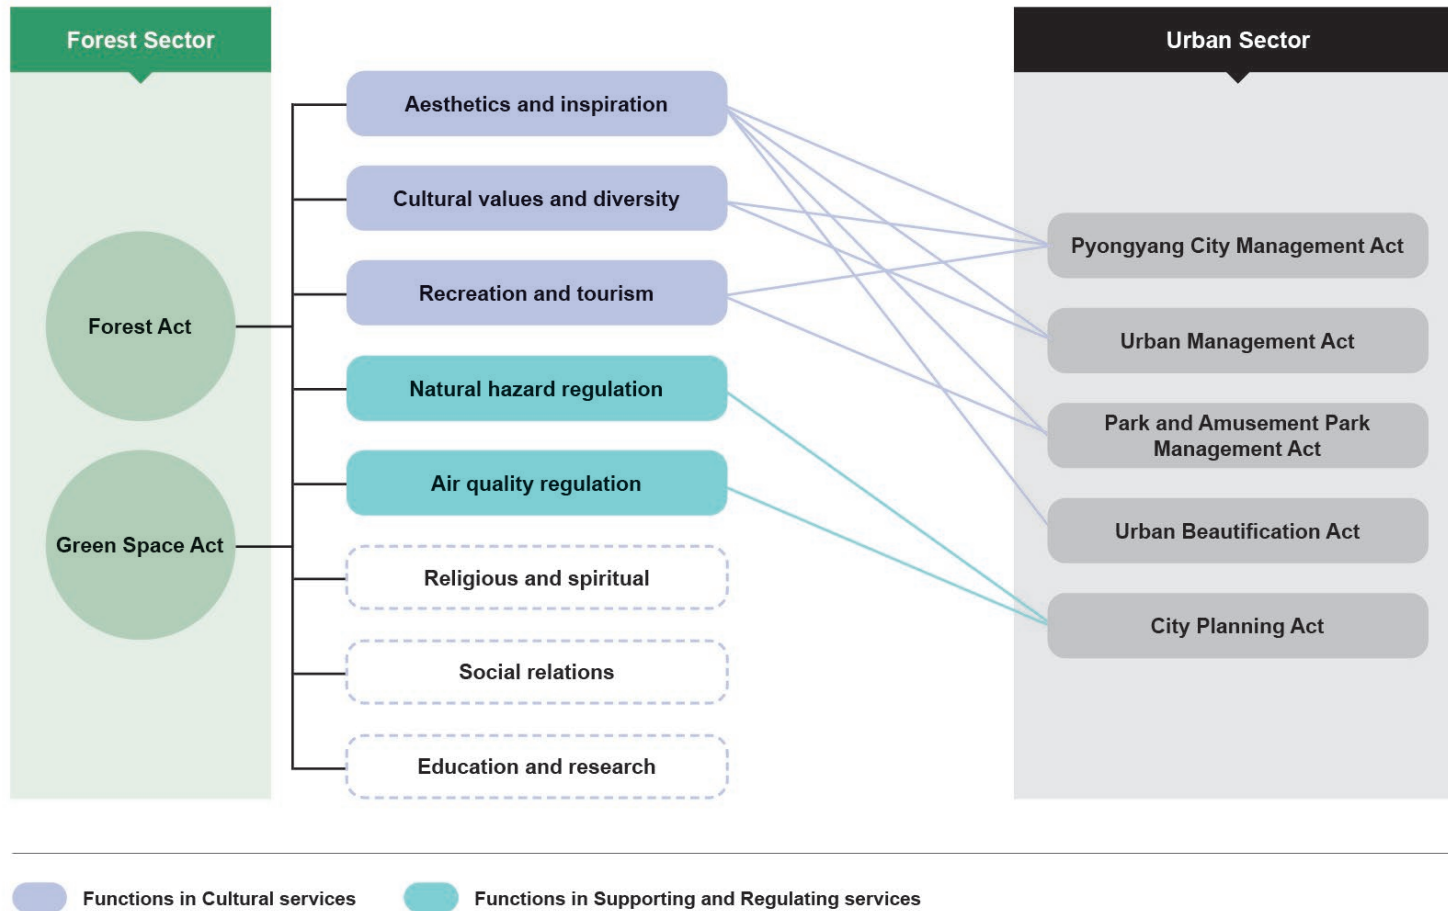 Forest Sector
Urban Sector
Aesthetics and inspiration
Cultural values and diversity
Recreation and tourism
Natural hazard regulation
Air quality regulation
Religious and spiritual
Social relations
Education and research
Forest Act
Green Space Act
Pyongyang City Management Act
Urban Management Act
Park and Amusement Park
Management Act
Urban Beautification Act
City Planning Act
Functions in Cultural services
Functions in Supporting and Regulating services